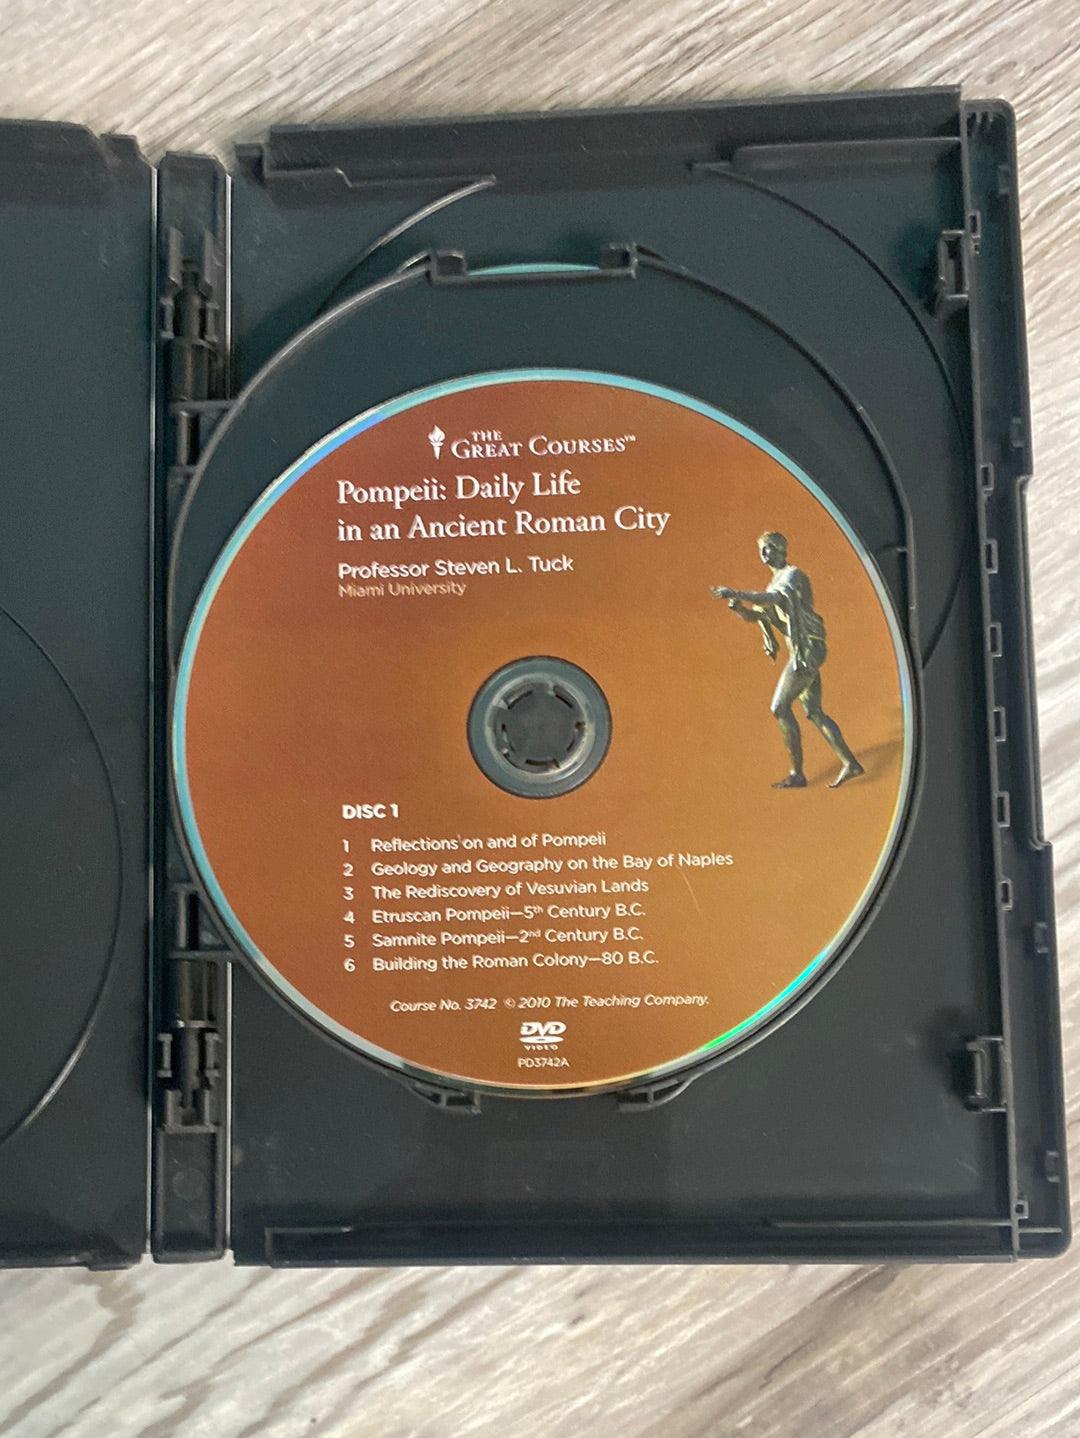 THE
GREAT COURSES™
Pompeii: Daily Life
in an Ancient Roman City
Professor Steven L. Tuck
Miami University
DISC 1
1 Reflections on and of Pompeii
2 Geology and Geography on the Bay of Naples
3 The Rediscovery of Vesuvian Lands
4 Etruscan Pompeii—5th Century B.C.
5 Samnite Pompeii—2nd Century B.C.
6 Building the Roman Colony—80 B.C.
Course No. 3742 © 2010 The Teaching Company.
DVD
VIDEO
PD3742A